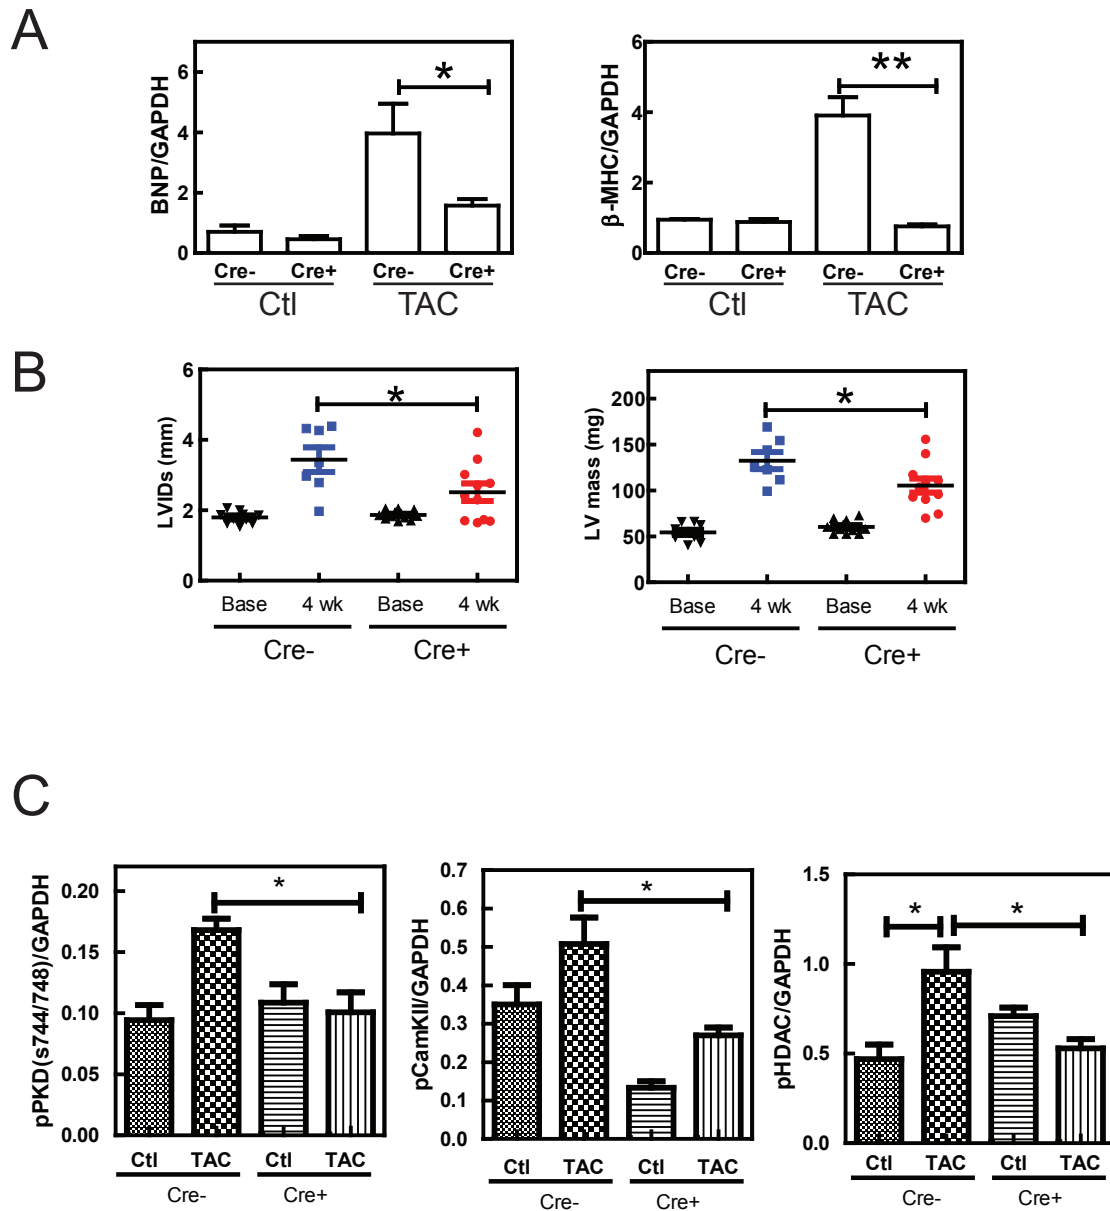 A
BNP/GAPDH
6
4
2
0
*
Cre- Cre+ Cre- Cre+
Ctl TAC
β-MHC/GAPDH
6
4
2
0
**
Cre- Cre+ Cre- Cre+
Ctl TAC
B
LVIDs (mm)
6
4
2
0
*
Base 4 wk Base 4 wk
Cre- Cre+
LV mass (mg)
200
150
100
50
0
*
Base 4 wk Base 4 wk
Cre- Cre+
C
pPKD(s744/748)/GAPDH
0.20
0.15
0.10
0.05
0.00
*
Ctl TAC Ctl TAC
Cre- Cre+
pCamKII/GAPDH
0.7
0.6
0.5
0.4
0.3
0.2
0.1
0.0
*
Ctl TAC Ctl TAC
Cre- Cre+
pHDAC/GAPDH
1.5
1.0
0.5
0.0
* *
Ctl TAC Ctl TAC
Cre- Cre+